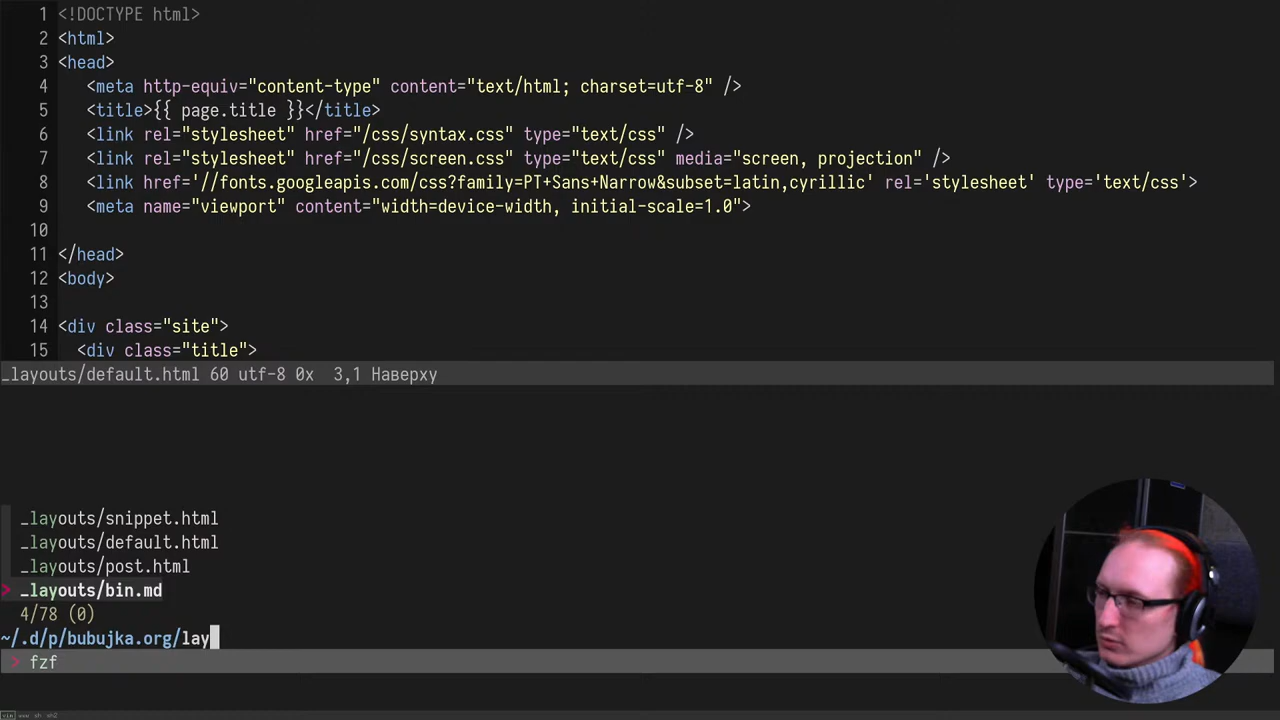 1 <!DOCTYPE html>
2 <html>
3 <head>
4 <meta http-equiv="content-type" content="text/html; charset=utf-8" />
5 <title>{{ page.title }}</title>
6 <link rel="stylesheet" href="/css/syntax.css" type="text/css" />
7 <link rel="stylesheet" href="/css/screen.css" type="text/css" media="screen, projection" />
8 <link href='//fonts.googleapis.com/css?family=PT+Sans+Narrow&subset=latin,cyrillic' rel='stylesheet' type='text/css'>
9 <meta name="viewport" content="width=device-width, initial-scale=1.0">
10
11 </head>
12 <body>
13
14 <div class="site">
15 <div class="title">
_layouts/default.html 60 utf-8 0x 3,1 Наверху
_layouts/snippet.html
_layouts/default.html
_layouts/post.html
> _layouts/bin.md
4/78 (0)
~/.d/p/bubujka.org/lay
> fzf